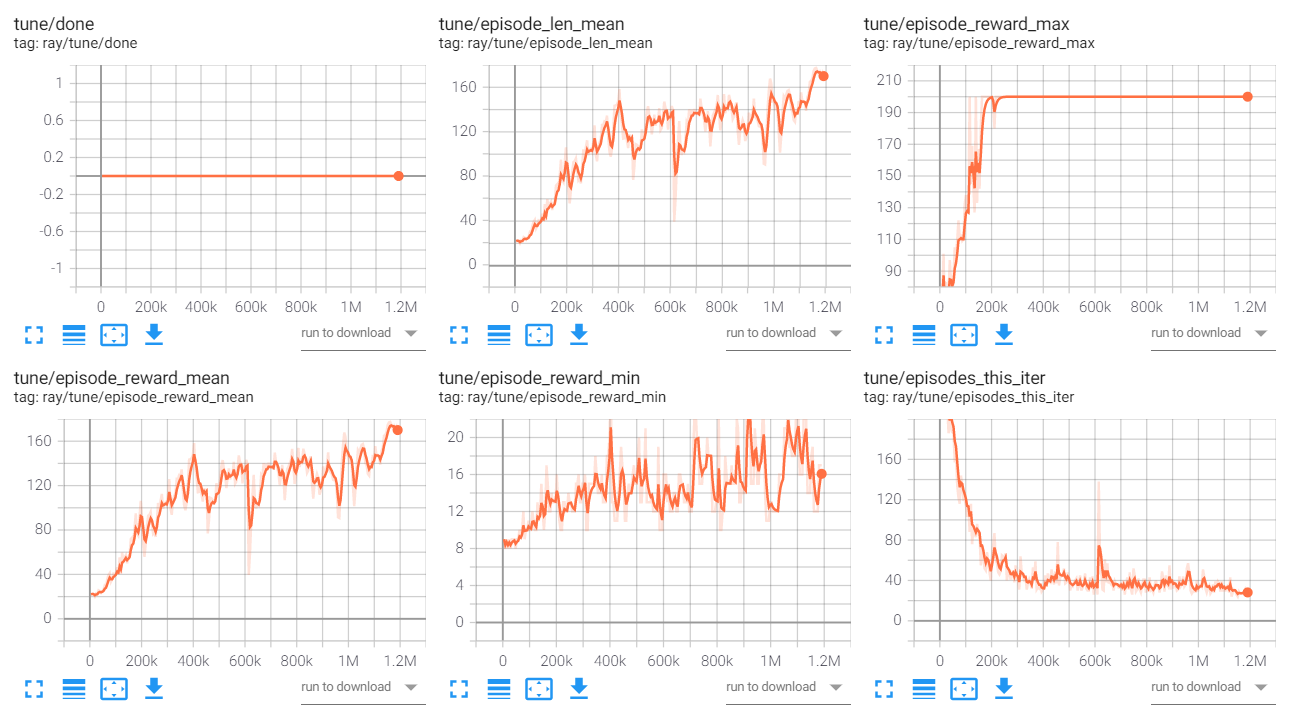 tune/done
tag: ray/tune/done
1
0.6
0.2
-0.2
-0.6
-1
0 200k 400k 600k 800k 1M 1.2M
run to download
tune/episode_len_mean
tag: ray/tune/episode_len_mean
160
120
80
40
0
0 200k 400k 600k 800k 1M 1.2M
run to download
tune/episode_reward_max
tag: ray/tune/episode_reward_max
210
190
170
150
130
110
90
0 200k 400k 600k 800k 1M 1.2M
run to download
tune/episode_reward_mean
tag: ray/tune/episode_reward_mean
160
120
80
40
0
0 200k 400k 600k 800k 1M 1.2M
run to download
tune/episode_reward_min
tag: ray/tune/episode_reward_min
20
16
12
8
4
0
0 200k 400k 600k 800k 1M 1.2M
run to download
tune/episodes_this_iter
tag: ray/tune/episodes_this_iter
160
120
80
40
0
0 200k 400k 600k 800k 1M 1.2M
run to download